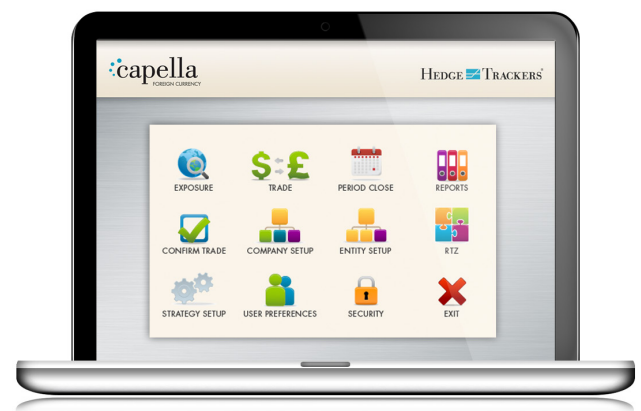 capella
FOREIGN CURRENCY
HEDGE TRACKERS
EXPOSURE
TRADE
PERIOD CLOSE
REPORTS
CONFIRM TRADE
COMPANY SETUP
ENTITY SETUP
RTZ
STRATEGY SETUP
USER PREFERENCES
SECURITY
EXIT